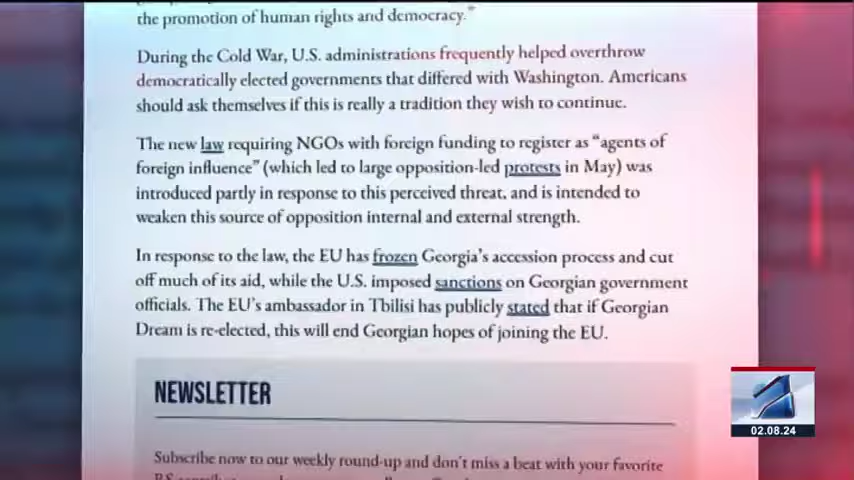 the promotion of human rights and democracy."
During the Cold War, U.S. administrations frequently helped overthrow
democratically elected governments that differed with Washington. Americans
should ask themselves if this is really a tradition they wish to continue.
The new law requiring NGOs with foreign funding to register as "agents of
foreign influence" (which led to large opposition-led protests in May) was
introduced partly in response to this perceived threat, and is intended to
weaken this source of opposition internal and external strength.
In response to the law, the EU has frozen Georgia's accession process and cut
off much of its aid, while the U.S. imposed sanctions on Georgian government
officials. The EU's ambassador in Tbilisi has publicly stated that if Georgian
Dream is re-elected, this will end Georgian hopes of joining the EU.
NEWSLETTER
Subscribe now to our weekly round-up and don't miss a beat with your favorite
02.08.24